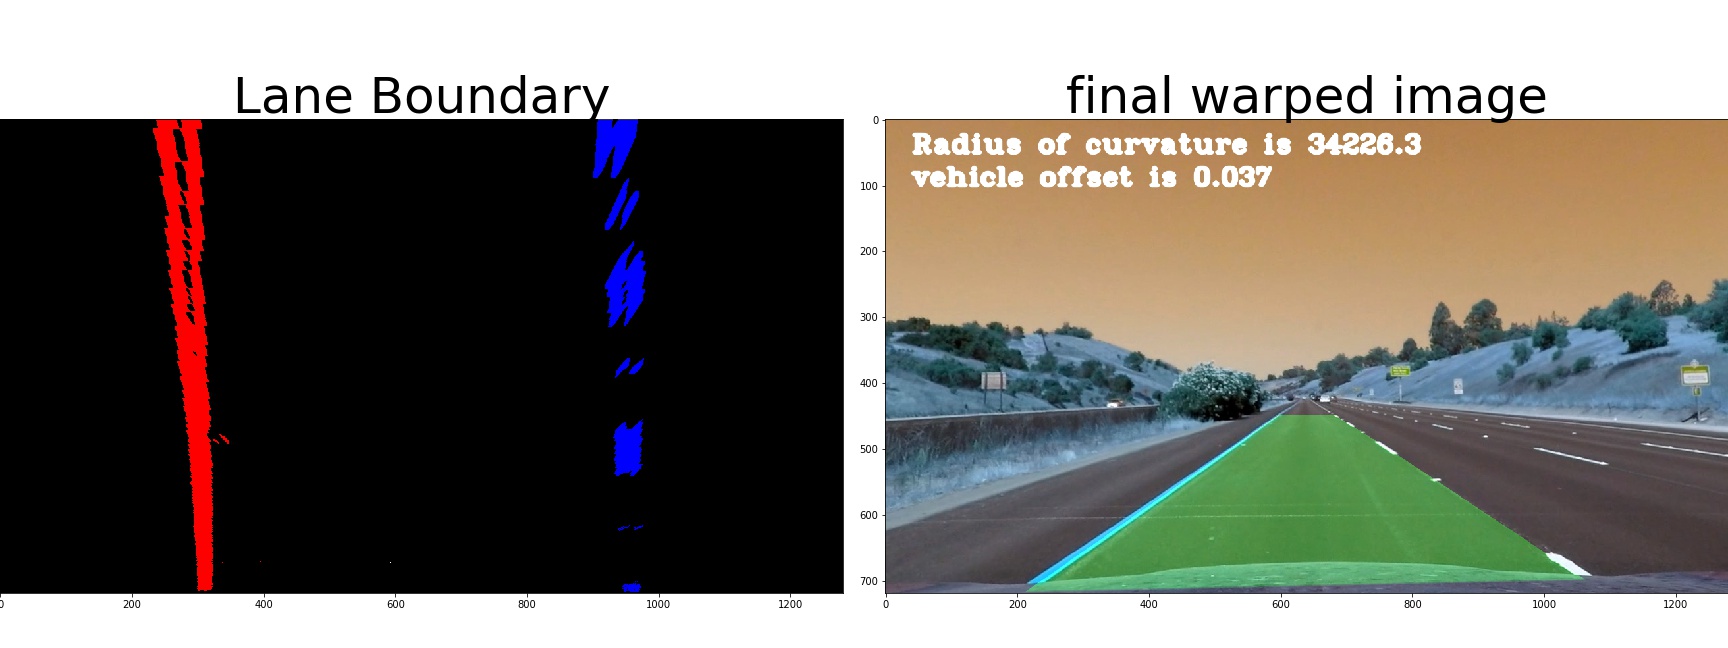 Lane Boundary
final warped image
Radius of curvature is 34226.3
vehicle offset is 0.037
0
100
200
300
400
500
600
700
0 200 400 600 800 1000 1200
0 200 400 600 800 1000 1200